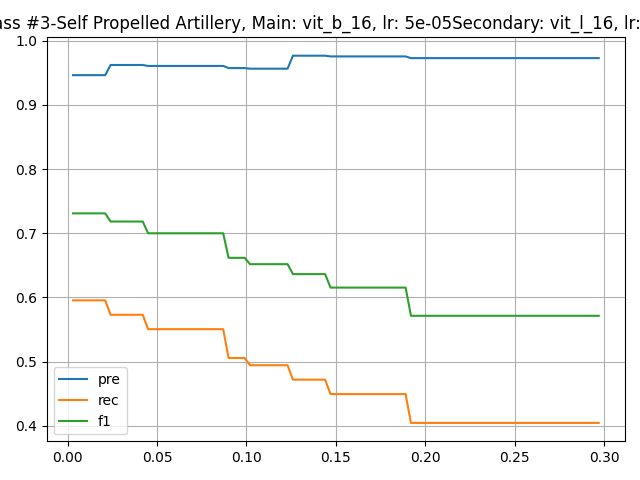 ass #3-Self Propelled Artillery, Main: vit_b_16, lr: 5e-05Secondary: vit_l_16, lr:
1.0
0.9
0.8
0.7
0.6
0.5
0.4
pre
rec
f1
0.00 0.05 0.10 0.15 0.20 0.25 0.30